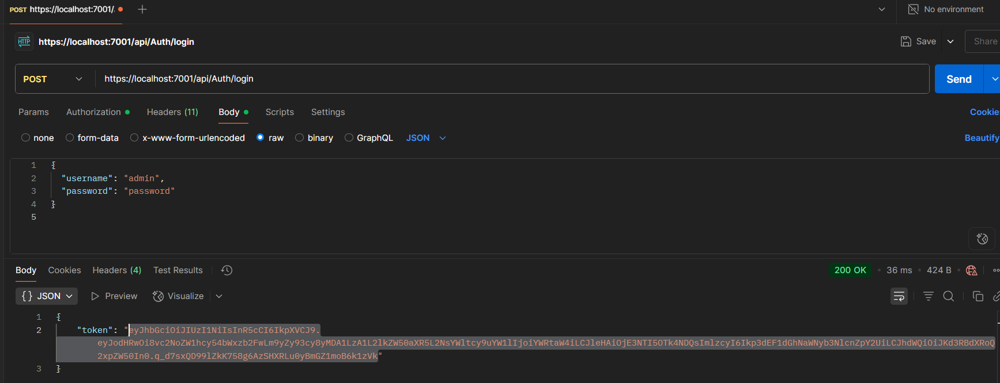 POST https://localhost:7001/. No environment
HTTP https://localhost:7001/api/Auth/login Save Share
POST https://localhost:7001/api/Auth/login Send
Params Authorization Headers (11) Body Scripts Settings Cookie
none form-data x-www-form-urlencoded raw binary GraphQL JSON Beautify
1 {
2 "username": "admin",
3 "password": "password"
4 }
5
Body Cookies Headers (4) Test Results 200 OK 36 ms 424 B
{} JSON Preview Visualize
1 {
2 "token": "eyJhbGciOiJIUzI1NiIsInR5cCI6IkpXVCJ9.
eyJodHRwOi8vc2NoZW1hcy54bWxzb2FwLm9yZy93cy8yMDA1LzA1L2lkZW50aXR5L2NsYWltcy9uYW1lIjoiYWRtaW4iLCJleHAiOjE3NTI5OTk4NDQsImlzcyI6Ikp3dEF1dGhNaWNyb3NlcnZpY2UiLCJhdWQiOiJKd3RBdXRoQ
2xpZW50In0.q_d7sxQD99lZkK758g6AzSHXRLu0yBmGZ1moB6k1zVk"
3 }